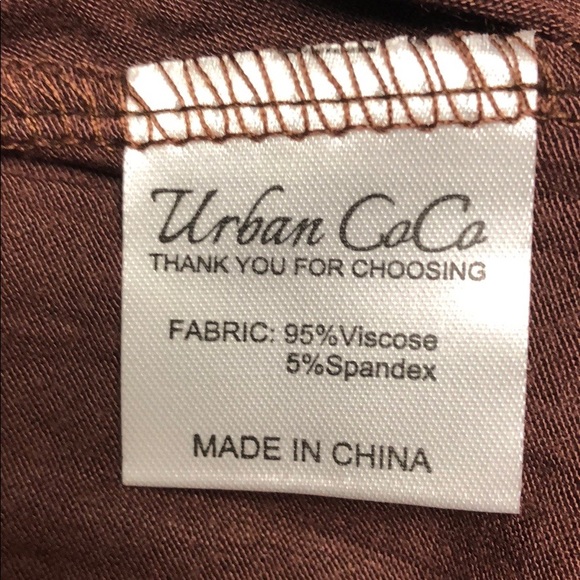 Urban CoCo
THANK YOU FOR CHOOSING
FABRIC: 95%Viscose
5%Spandex
MADE IN CHINA